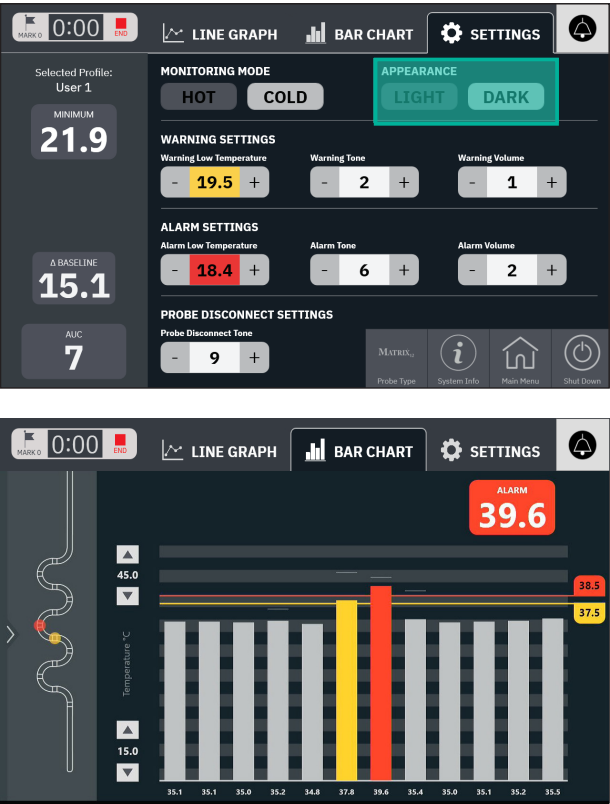 MARK 0 0:00 END
LINE GRAPH
BAR CHART
SETTINGS
Selected Profile:
User 1
MINIMUM
21.9
Δ BASELINE
15.1
AUC
7
MONITORING MODE
HOT COLD
APPEARANCE
LIGHT DARK
WARNING SETTINGS
Warning Low Temperature Warning Tone Warning Volume
- 19.5 + - 2 + - 1 +
ALARM SETTINGS
Alarm Low Temperature Alarm Tone Alarm Volume
- 18.4 + - 6 + - 2 +
PROBE DISCONNECT SETTINGS
Probe Disconnect Tone
- 9 +
Probe Type System Info Main Menu Shut Down
MARK 0 0:00 END
LINE GRAPH
BAR CHART
SETTINGS
ALARM
39.6
45.0
38.5
37.5
Temperature °C
15.0
35.1 35.1 35.0 35.2 34.8 37.8 39.6 35.4 35.0 35.1 35.2 35.5